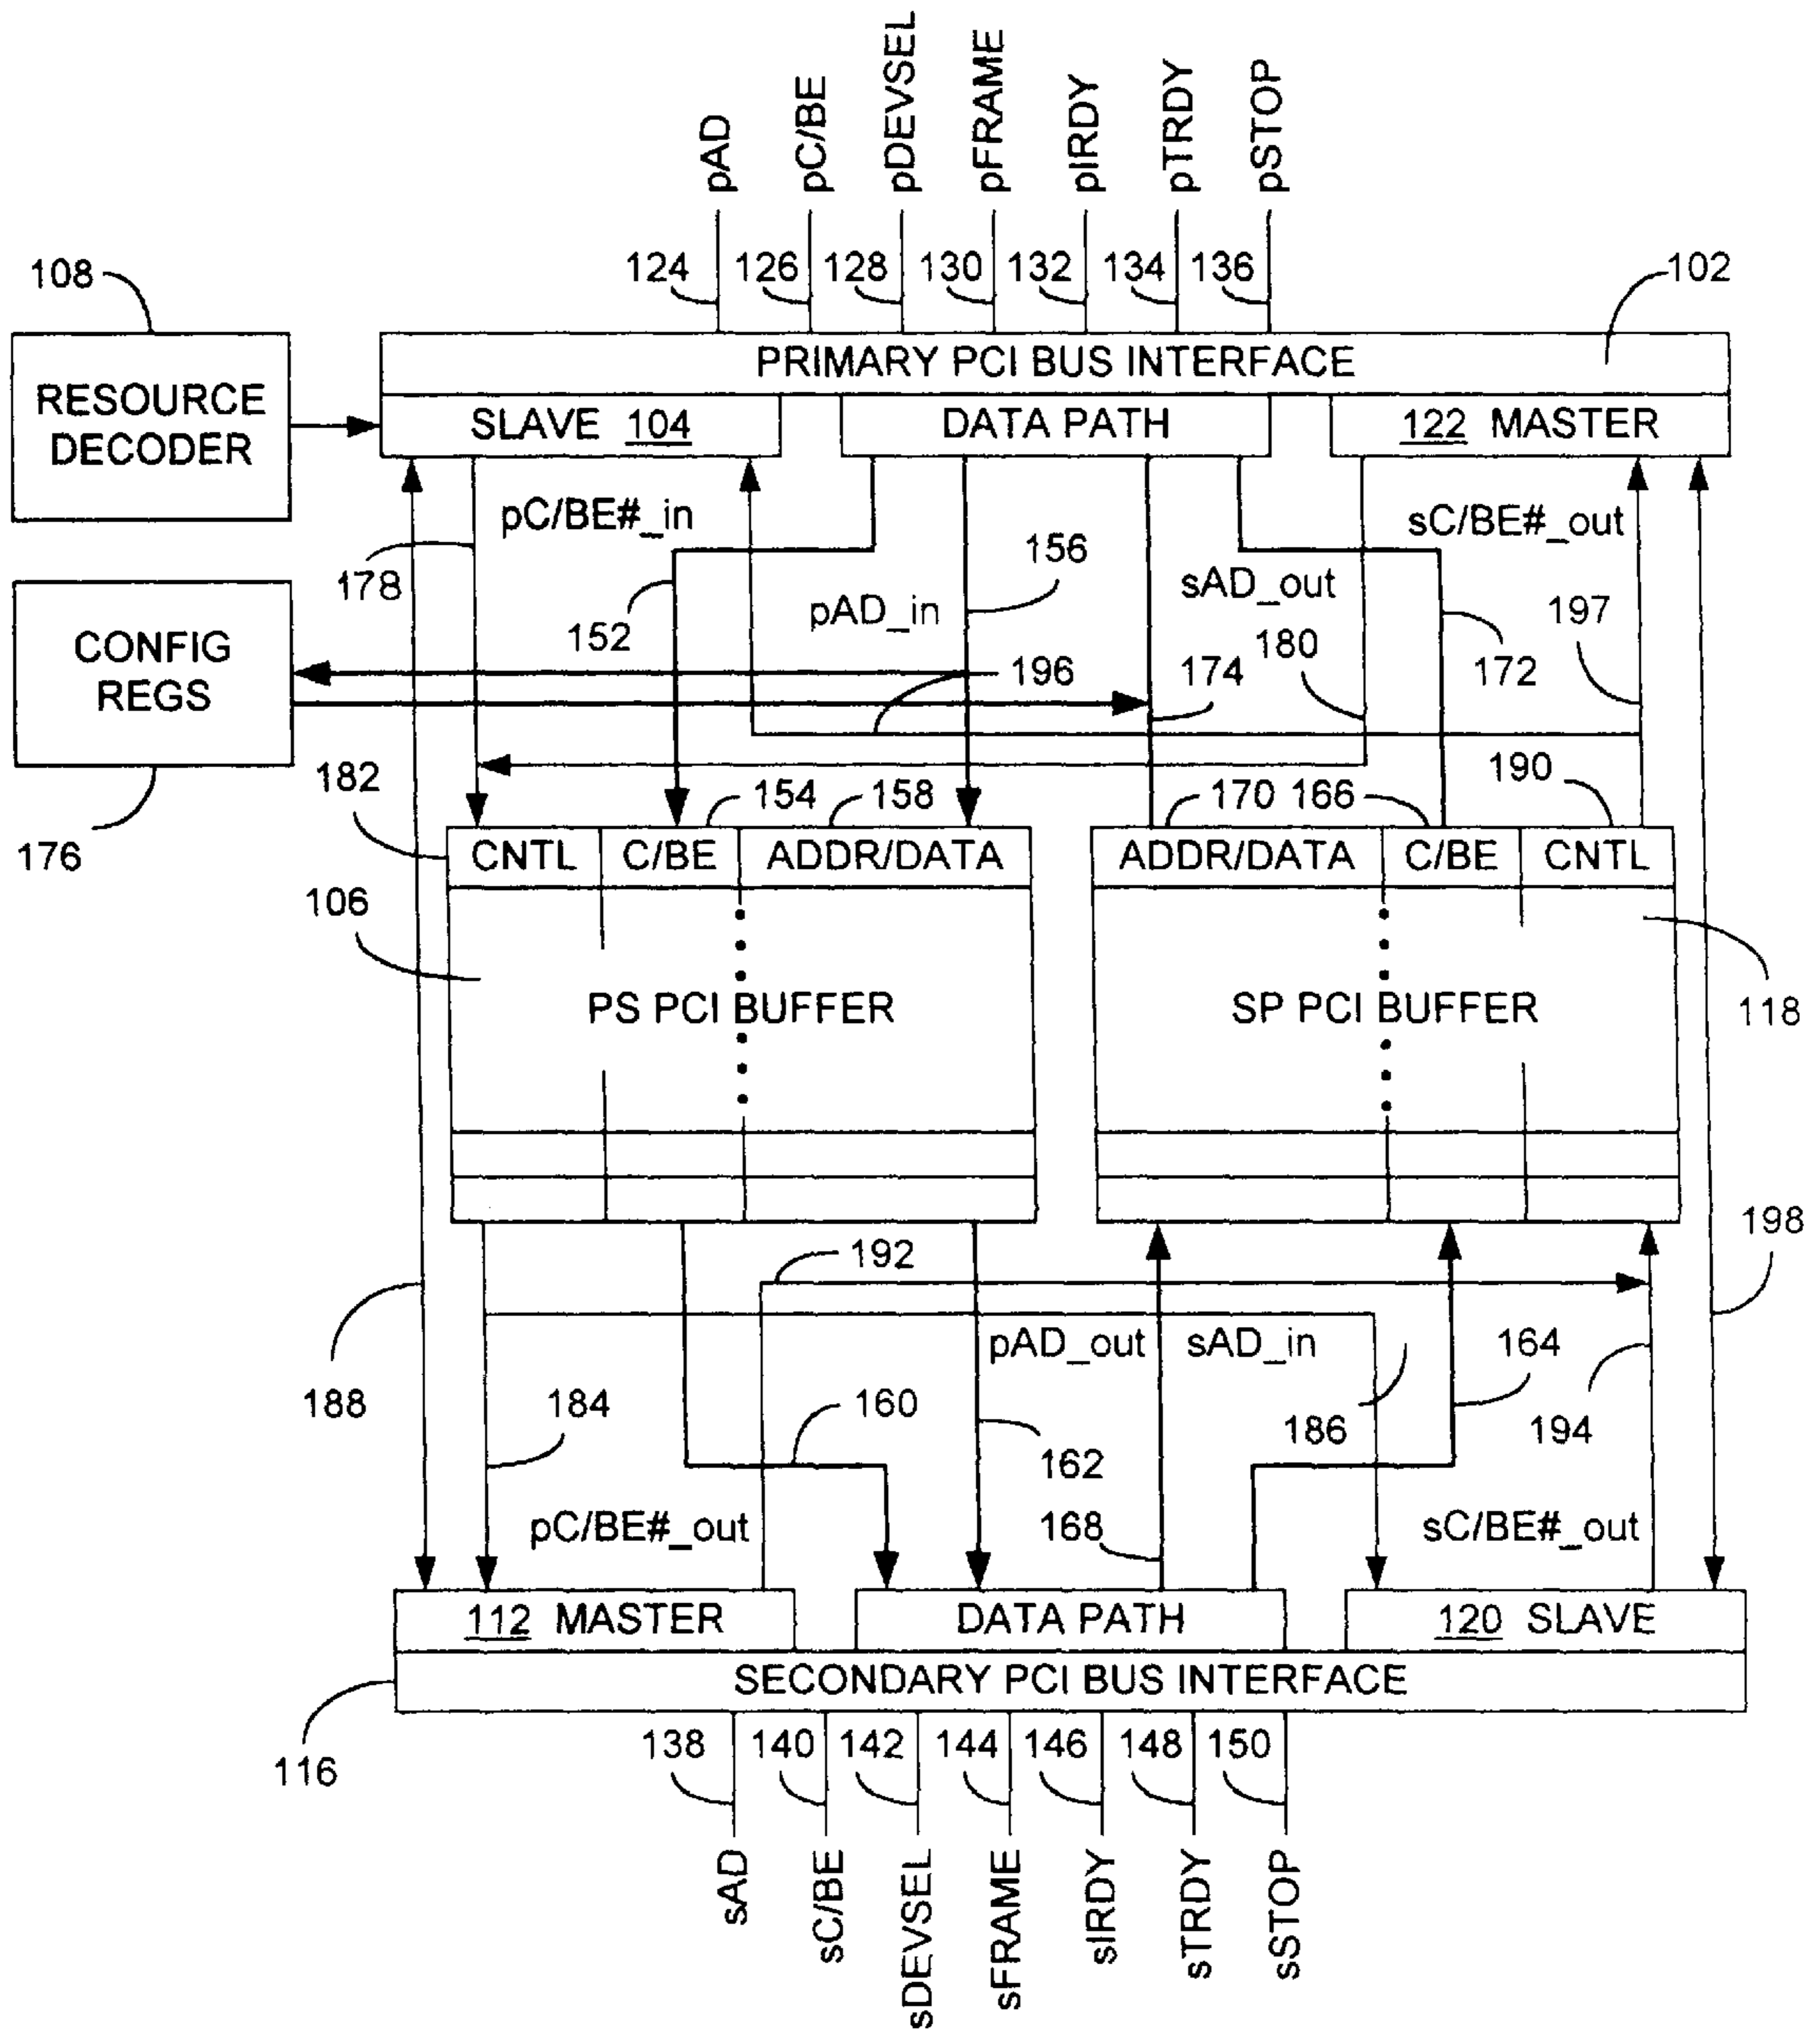 pAD
pC/BE
pDEVSEL
pFRAME
pIRDY
pTRDY
pSTOP
108
124
126
128
130
132
134
136
102
RESOURCE
DECODER
PRIMARY PCI BUS INTERFACE
SLAVE 104
DATA PATH
122 MASTER
pC/BE#_in
sC/BE#_out
156
178
152
pAD_in
sAD_out
197
CONFIG
REGS
196
174
180
172
176
182
154
158
170
166
190
CNTL
C/BE
ADDR/DATA
ADDR/DATA
C/BE
CNTL
106
PS PCI BUFFER
SP PCI BUFFER
118
192
198
pAD_out
sAD_in
164
188
184
160
186
194
162
pC/BE#_out
168
sC/BE#_out
112 MASTER
DATA PATH
120 SLAVE
SECONDARY PCI BUS INTERFACE
116
138
140
142
144
146
148
150
sAD
sC/BE
sDEVSEL
sFRAME
sIRDY
sTRDY
sSTOP